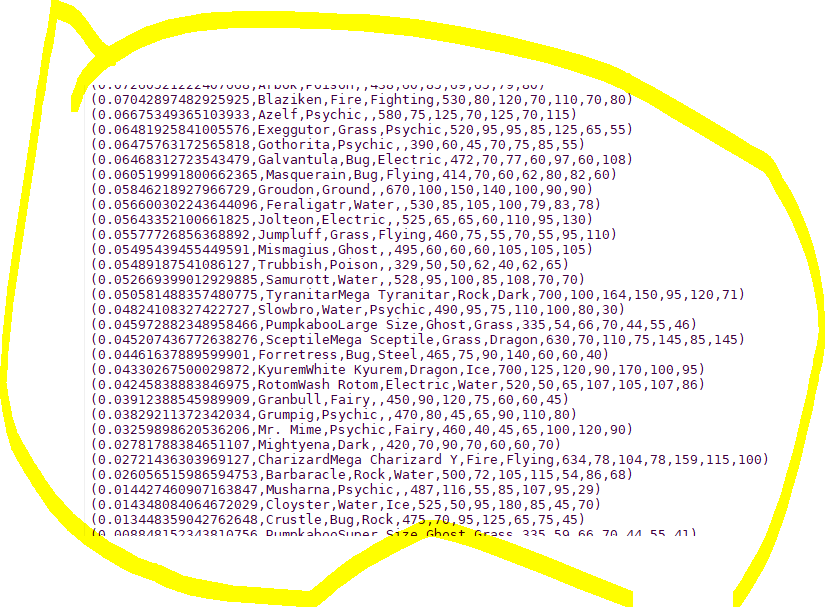 (0.07042897482925925,Blaziken,Fire,Fighting,530,80,120,70,110,70,80)
(0.06675349365103933,Azelf,Psychic,,580,75,125,70,125,70,115)
(0.06481925841005576,Exeggutor,Grass,Psychic,520,95,95,85,125,65,55)
(0.06475763172565818,Gothorita,Psychic,,390,60,45,70,75,85,55)
(0.06468312723543479,Galvantula,Bug,Electric,472,70,77,60,97,60,108)
(0.060519991800662365,Masquerain,Bug,Flying,414,70,60,62,80,82,60)
(0.05846218927966729,Groudon,Ground,,670,100,150,140,100,90,90)
(0.056600302243644096,Feraligatr,Water,,530,85,105,100,79,83,78)
(0.05643352100661825,Jolteon,Electric,,525,65,65,60,110,95,130)
(0.05577726856368892,Jumpluff,Grass,Flying,460,75,55,70,55,95,110)
(0.05495439455449591,Mismagius,Ghost,,495,60,60,60,105,105,105)
(0.05489187541086127,Trubbish,Poison,,329,50,50,62,40,62,65)
(0.052669399012929885,Samurott,Water,,528,95,100,85,108,70,70)
(0.050581488357480775,TyranitarMega Tyranitar,Rock,Dark,700,100,164,150,95,120,71)
(0.04824108327422727,Slowbro,Water,Psychic,490,95,75,110,100,80,30)
(0.045972882348958466,PumpkabooLarge Size,Ghost,Grass,335,54,66,70,44,55,46)
(0.045207436772638276,SceptileMega Sceptile,Grass,Dragon,630,70,110,75,145,85,145)
(0.04461637889599901,Forretress,Bug,Steel,465,75,90,140,60,60,40)
(0.04330267500029872,KyuremWhite Kyurem,Dragon,Ice,700,125,120,90,170,100,95)
(0.04245838883846975,RotomWash Rotom,Electric,Water,520,50,65,107,105,107,86)
(0.03912388545989909,Granbull,Fairy,,450,90,120,75,60,60,45)
(0.03829211372342034,Grumpig,Psychic,,470,80,45,65,90,110,80)
(0.03259898620536206,Mr. Mime,Psychic,Fairy,460,40,45,65,100,120,90)
(0.02781788384651107,Mightyena,Dark,,420,70,90,70,60,60,70)
(0.02721436303969127,CharizardMega Charizard Y,Fire,Flying,634,78,104,78,159,115,100)
(0.026056515986594753,Barbaracle,Rock,Water,500,72,105,115,54,86,68)
(0.014427460907163847,Musharna,Psychic,,487,116,55,85,107,95,29)
(0.014348084064672029,Cloyster,Water,Ice,525,50,95,180,85,45,70)
(0.013448359042762648,Crustle,Bug,Rock,475,70,95,125,65,75,45)
(0.008848152343810756,PumpkabooSuper Size,Ghost,Grass,335,59,66,70,44,55,41)